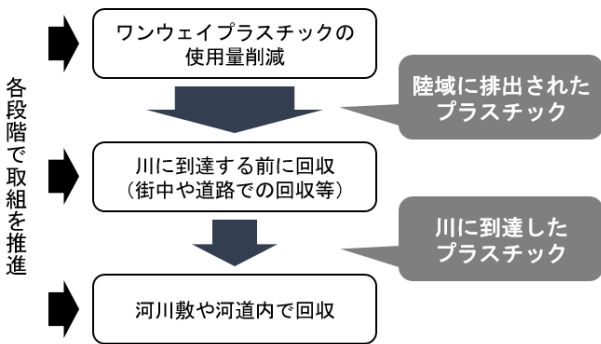 各段階で取組を推進
ワンウェイプラスチックの
使用量削減
陸域に排出された
プラスチック
川に到達する前に回収
（街中や道路での回収等）
川に到達した
プラスチック
河川敷や河道内で回収